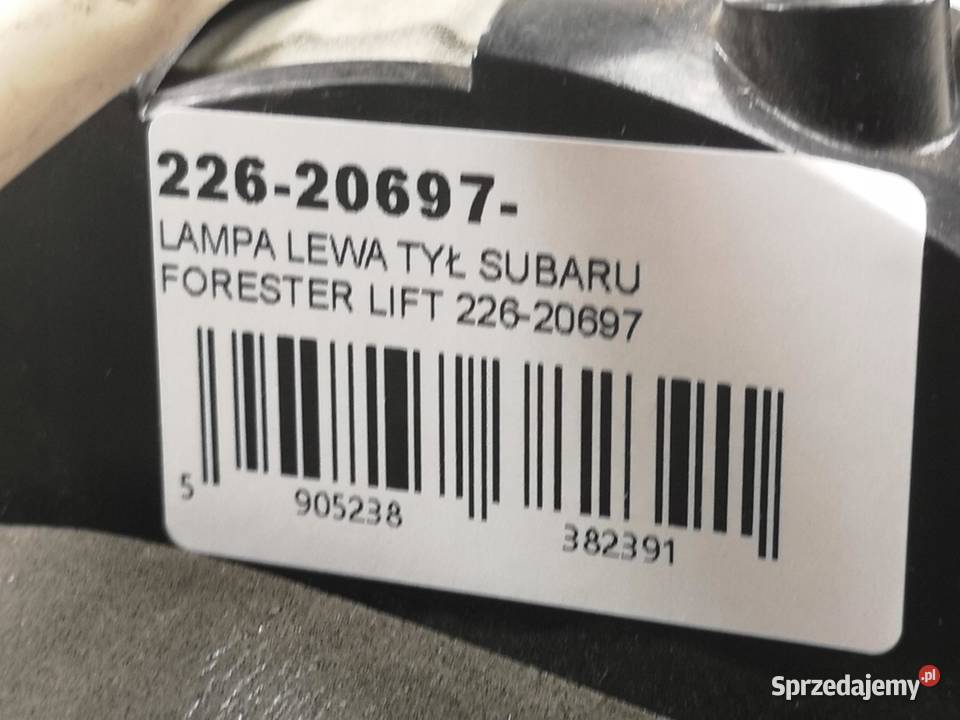 226-20697-
LAMPA LEWA TYŁ SUBARU
FORESTER LIFT 226-20697
5 905238 382391
Sprzedajemy.pl